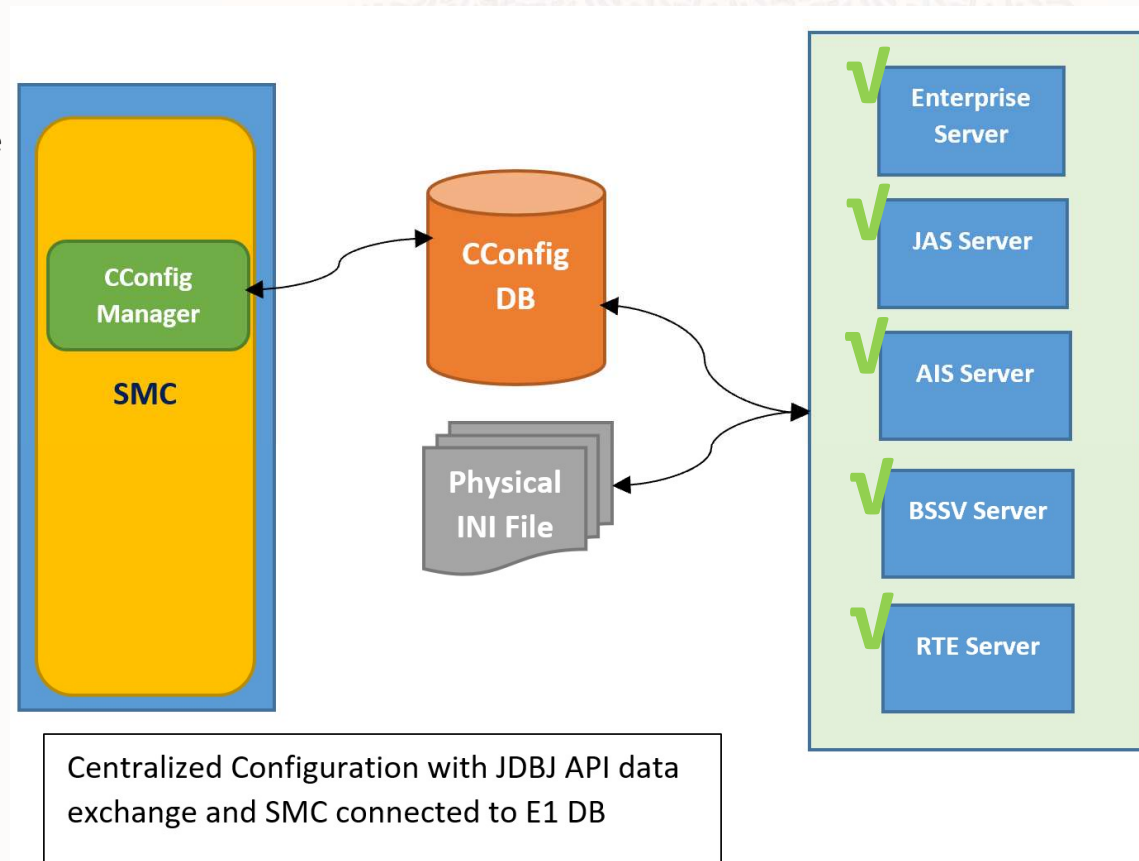 CConfig
Manager
SMC
CConfig
DB
Physical
INI File
Enterprise
Server
JAS Server
AIS Server
BSSV Server
RTE Server
Centralized Configuration with JDBJ API data
exchange and SMC connected to E1 DB